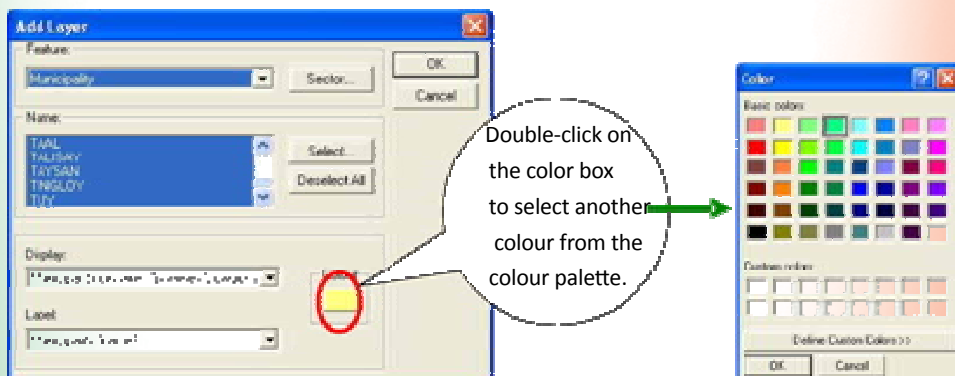 Add Layer
Feature:
Municipality
Sector...
OK
Cancel
Name:
TAAL
TALISAY
TAYSAN
TINGLOY
TUY
Select...
Deselect All
Display:
Label:
Double-click on
the color box
to select another
colour from the
colour palette.
Color
Basic colors:
Custom colors:
Define Custom Colors >>
OK
Cancel